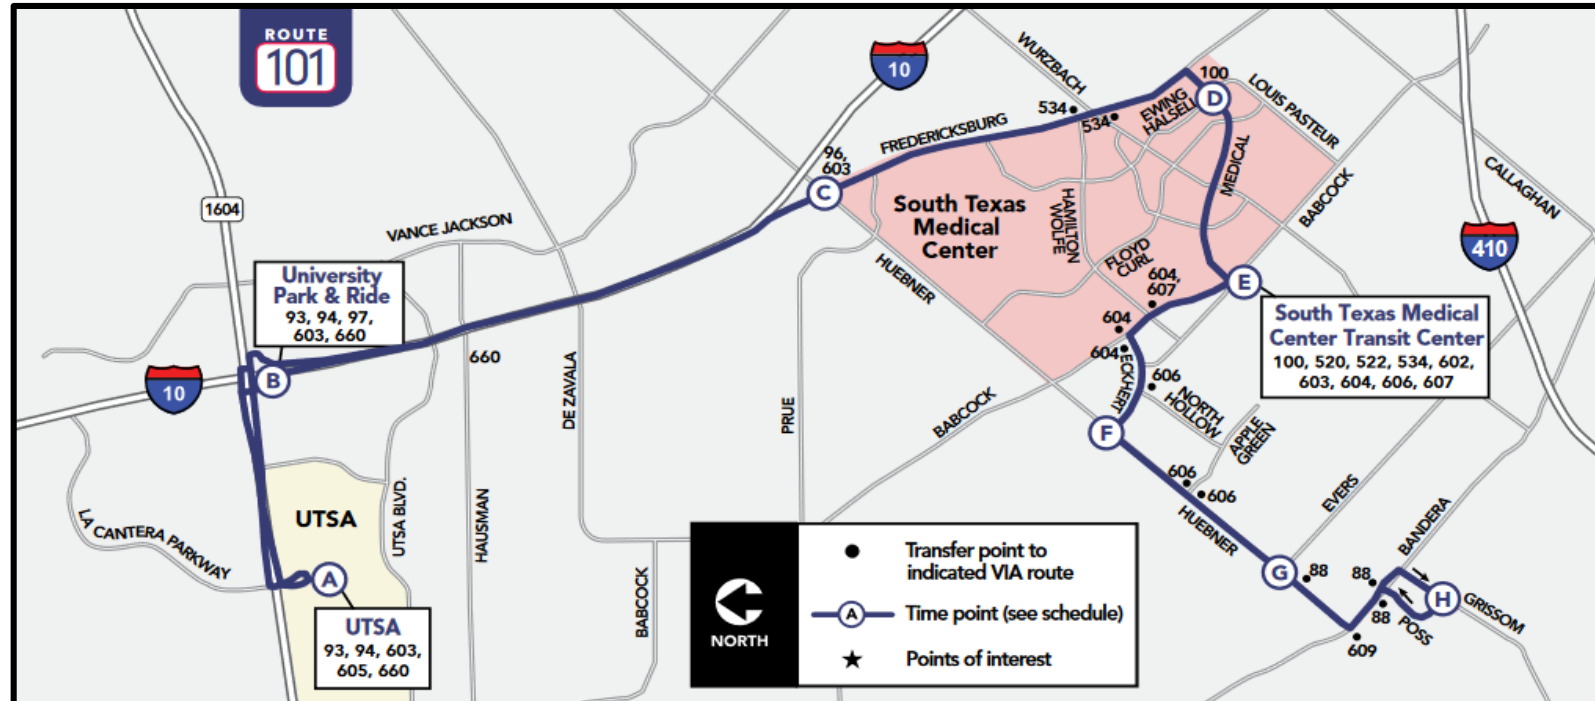 ROUTE
101
10
WURZBACH
534
534
100
D
EWING
HALSELL
LOUIS PASTEUR
FREDERICKSBURG
96,
603
C
MEDICAL
BABCOCK
CALLAGHAN
410
1604
VANCE JACKSON
South Texas
Medical
Center
HAMILTON
WOLFE
FLOYD
CURL
HUEBNER
604,
607
E
University
Park & Ride
93, 94, 97,
603, 660
B
10
660
South Texas Medical
Center Transit Center
100, 520, 522, 534, 602,
603, 604, 606, 607
604
604
ECKHERT
606
NORTH
HOLLOW
APPLE
GREEN
DE ZAVALA
PRUE
BABCOCK
F
606
606
HUEBNER
EVERS
BANDERA
LA CANTERA PARKWAY
UTSA
UTSA BLVD.
HAUSMAN
A
UTSA
93, 94, 603,
605, 660
BABCOCK
G
88
88
88
H
GRISSOM
POSS
609
NORTH
Transfer point to
indicated VIA route
A
Time point (see schedule)
Points of interest